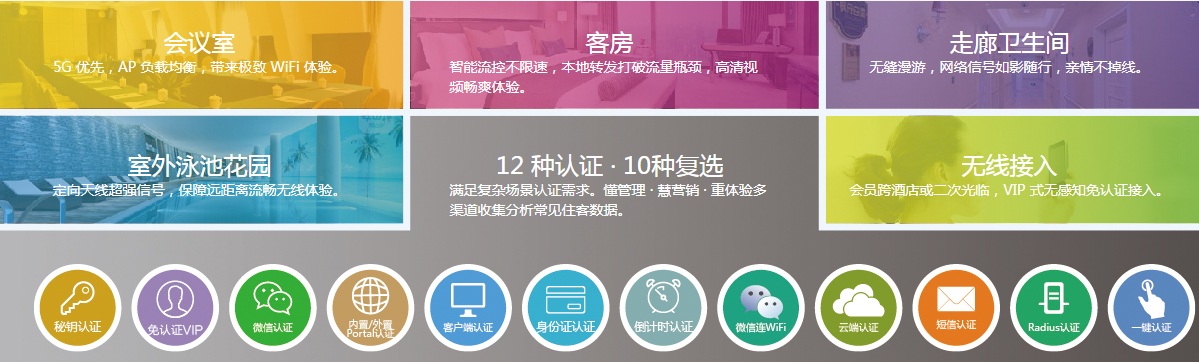 会议室
5G 优先，AP 负载均衡，带来极致 WiFi 体验。
客房
智能流控不限速，本地转发打破流量瓶颈，高清视
频畅爽体验。
走廊卫生间
无缝漫游，网络信号如影随行，亲情不掉线。
室外泳池花园
定向天线超强信号，保障远距离流畅无线体验。
12 种认证 · 10种复选
满足复杂场景认证需求。懂管理 · 慧营销 · 重体验多
渠道收集分析常见住客数据。
无线接入
会员跨酒店或二次光临，VIP 式无感知免认证接入。
秘钥认证
免认证VIP
微信认证
内置/外置
Portal认证
客户端认证
身份证认证
倒计时认证
微信连WiFi
云端认证
短信认证
Radius认证
一键认证